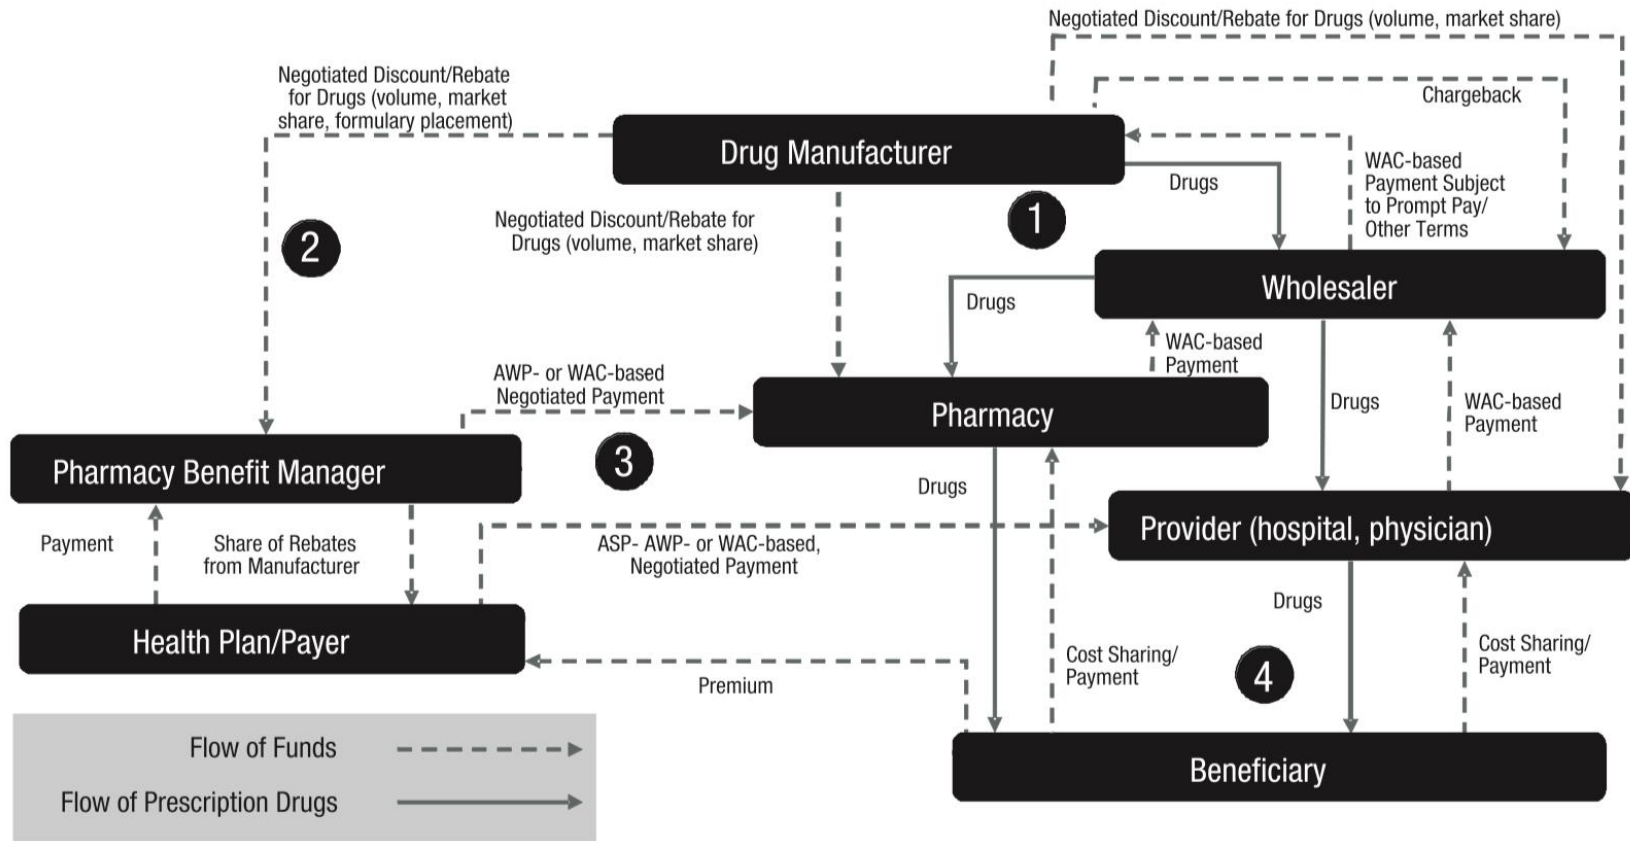 Negotiated Discount/Rebate for Drugs (volume, market share)
Negotiated Discount/Rebate
for Drugs (volume, market
share, formulary placement)
Chargeback
Drug Manufacturer
Drugs
WAC-based
Payment Subject
to Prompt Pay/
Other Terms
Negotiated Discount/Rebate for
Drugs (volume, market share)
1
2
Wholesaler
Drugs
WAC-based
Payment
AWP- or WAC-based
Negotiated Payment
Pharmacy
Drugs
WAC-based
Payment
3
Pharmacy Benefit Manager
Drugs
Provider (hospital, physician)
Payment
Share of Rebates
from Manufacturer
ASP- AWP- or WAC-based,
Negotiated Payment
Drugs
Health Plan/Payer
Cost Sharing/
Payment
4
Cost Sharing/
Payment
Premium
Flow of Funds
Flow of Prescription Drugs
Beneficiary